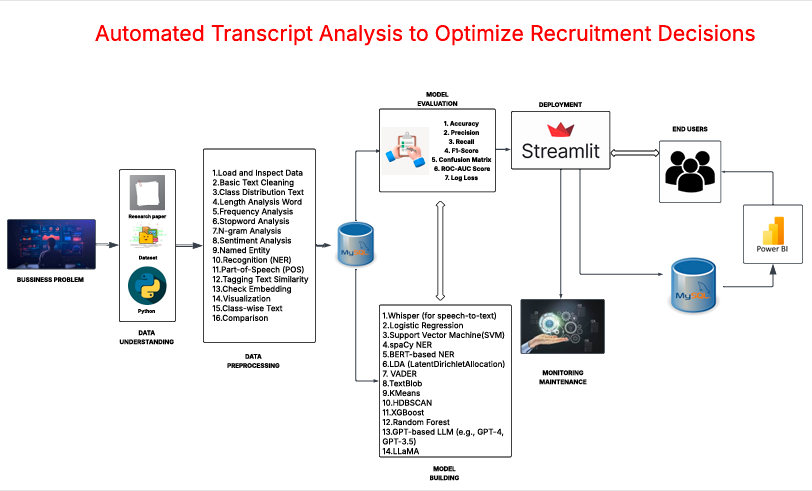 Automated Transcript Analysis to Optimize Recruitment Decisions
BUSSINESS PROBLEM
Research paper
Dataset
Python
DATA
UNDERSTANDING
1.Load and Inspect Data
2.Basic Text Cleaning
3.Class Distribution Text
4.Length Analysis Word
5.Frequency Analysis
6.Stopword Analysis
7.N-gram Analysis
8.Sentiment Analysis
9.Named Entity
10.Recognition (NER)
11.Part-of-Speech (POS)
12.Tagging Text Similarity
13.Check Embedding
14.Visualization
15.Class-wise Text
16.Comparison
DATA
PREPROCESSING
MySQL
MODEL
EVALUATION
1. Accuracy
2. Precision
3. Recall
4. F1-Score
5. Confusion Matrix
6. ROC-AUC Score
7. Log Loss
1.Whisper (for speech-to-text)
2.Logistic Regression
3.Support Vector Machine(SVM)
4.spaCy NER
5.BERT-based NER
6.LDA (LatentDirichletAllocation)
7. VADER
8.TextBlob
9.KMeans
10.HDBSCAN
11.XGBoost
12.Random Forest
13.GPT-based LLM (e.g., GPT-4,
GPT-3.5)
14.LLaMA
MODEL
BUILDING
DEPLOYMENT
Streamlit
MONITORING
MAINTENANCE
END USERS
MySQL
Power BI